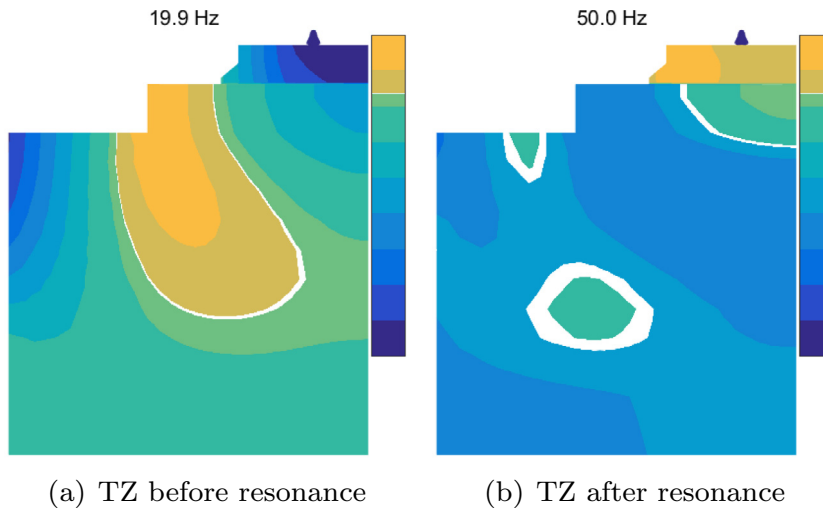 19.9 Hz
50.0 Hz
(a) TZ before resonance
(b) TZ after resonance